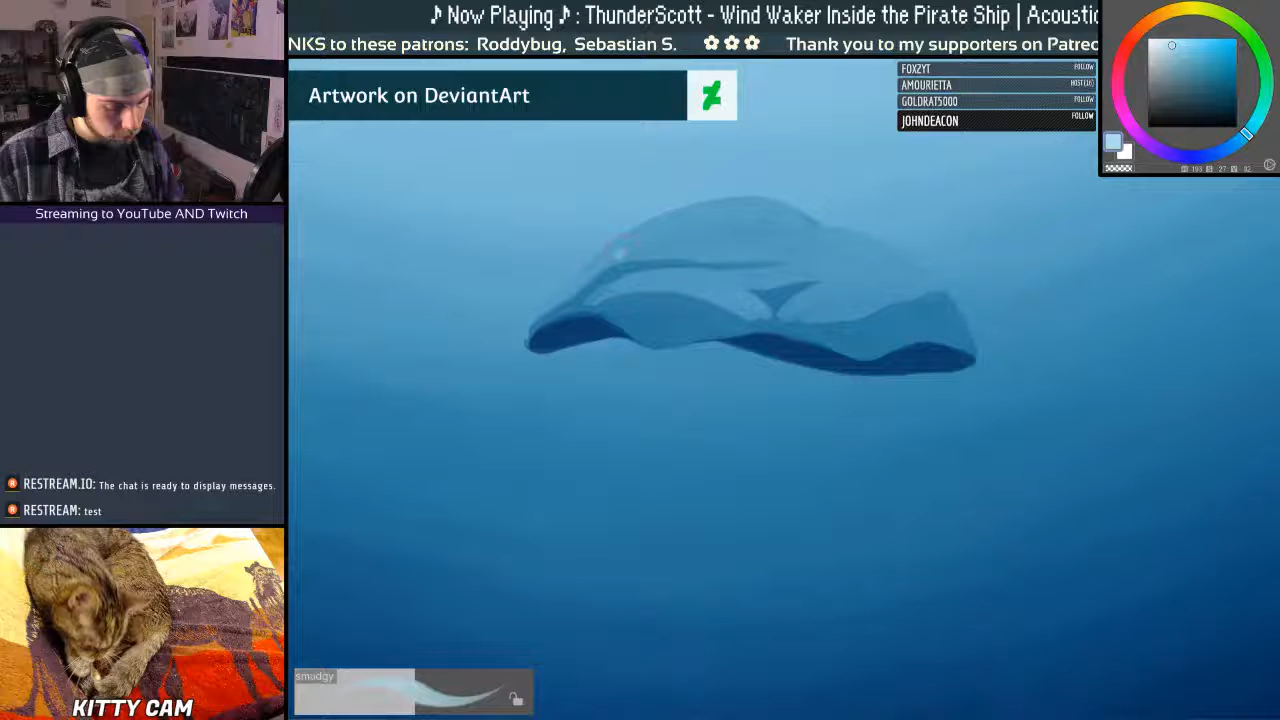 ♪ Now Playing ♪ : ThunderScott - Wind Waker Inside the Pirate Ship | Acoustic
NKS to these patrons: Roddybug, Sebastian S. ✿ ✿ ✿ Thank you to my supporters on Patreo
Artwork on DeviantArt
FOX2YT FOLLOW
AMOURIETTA HOST (16)
GOLDRAT5000 FOLLOW
JOHNDEACON FOLLOW
Streaming to YouTube AND Twitch
RESTREAM.IO: The chat is ready to display messages.
RESTREAM: test
KITTY CAM
smudgy